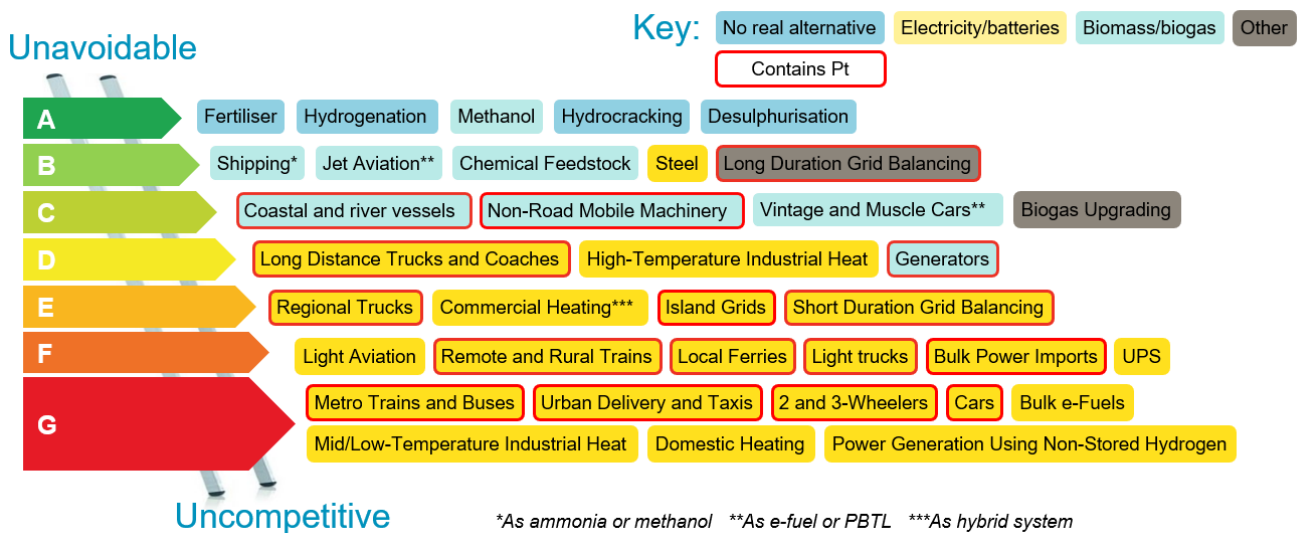 Key: No real alternative Electricity/batteries Biomass/biogas Other
Contains Pt
Unavoidable
A Fertiliser Hydrogenation Methanol Hydrocracking Desulphurisation
B Shipping* Jet Aviation** Chemical Feedstock Steel Long Duration Grid Balancing
C Coastal and river vessels Non-Road Mobile Machinery Vintage and Muscle Cars** Biogas Upgrading
D Long Distance Trucks and Coaches High-Temperature Industrial Heat Generators
E Regional Trucks Commercial Heating*** Island Grids Short Duration Grid Balancing
F Light Aviation Remote and Rural Trains Local Ferries Light trucks Bulk Power Imports UPS
G Metro Trains and Buses Urban Delivery and Taxis 2 and 3-Wheelers Cars Bulk e-Fuels
Mid/Low-Temperature Industrial Heat Domestic Heating Power Generation Using Non-Stored Hydrogen
Uncompetitive
*As ammonia or methanol **As e-fuel or PBTL ***As hybrid system